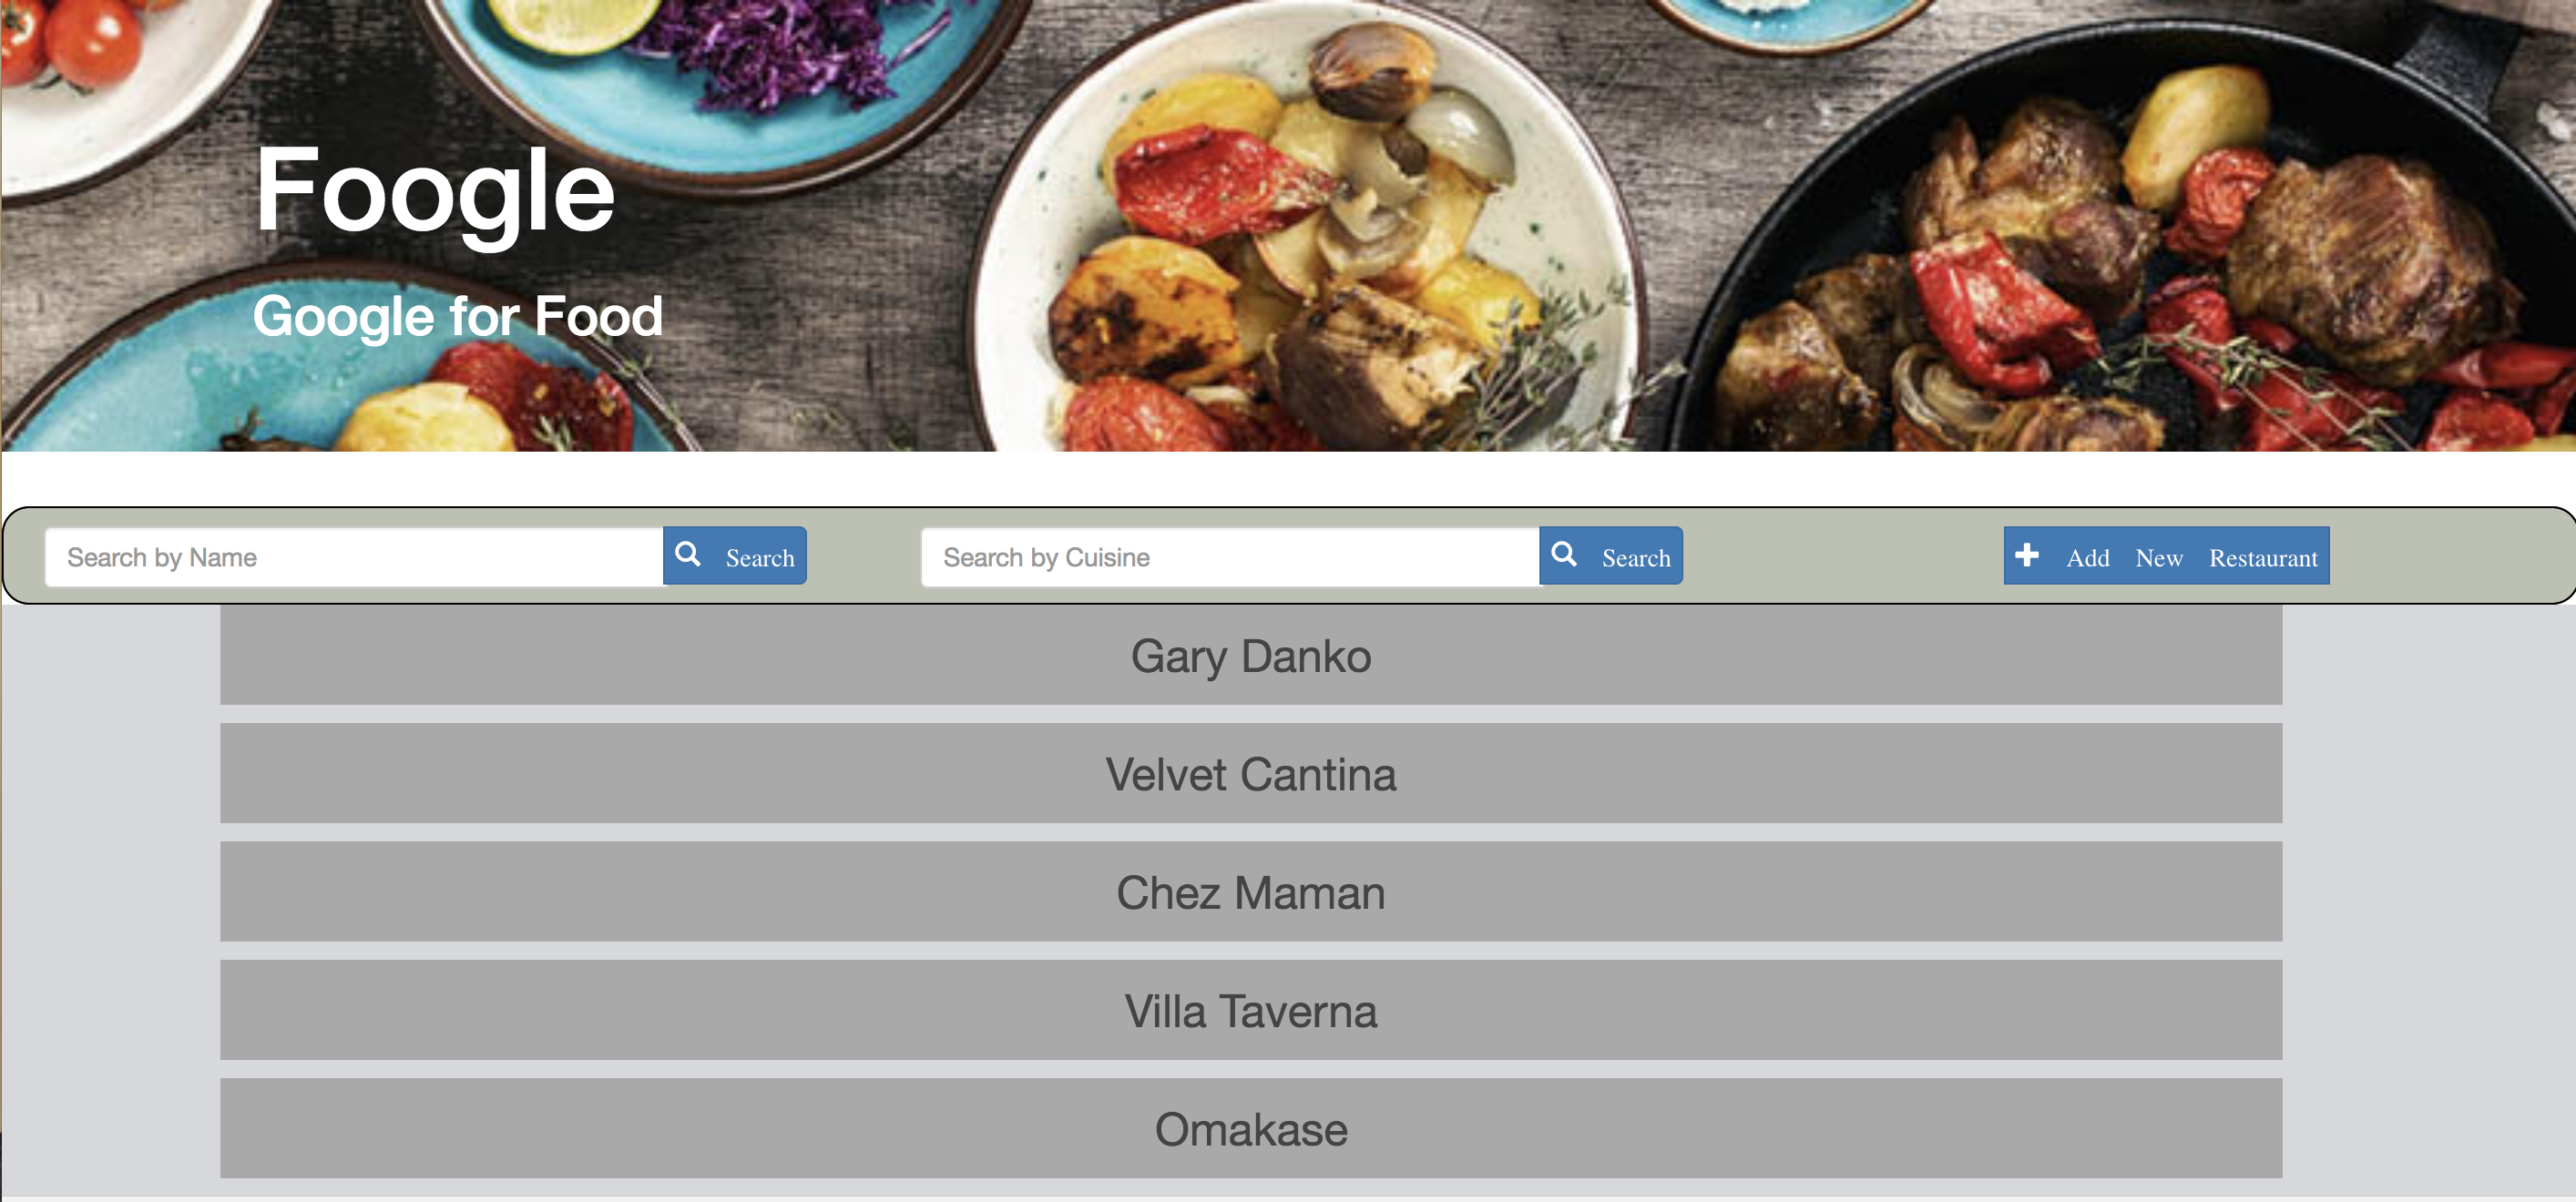 Foogle
Google for Food
Search by Name Search Search by Cuisine Search Add New Restaurant
Gary Danko
Velvet Cantina
Chez Maman
Villa Taverna
Omakase